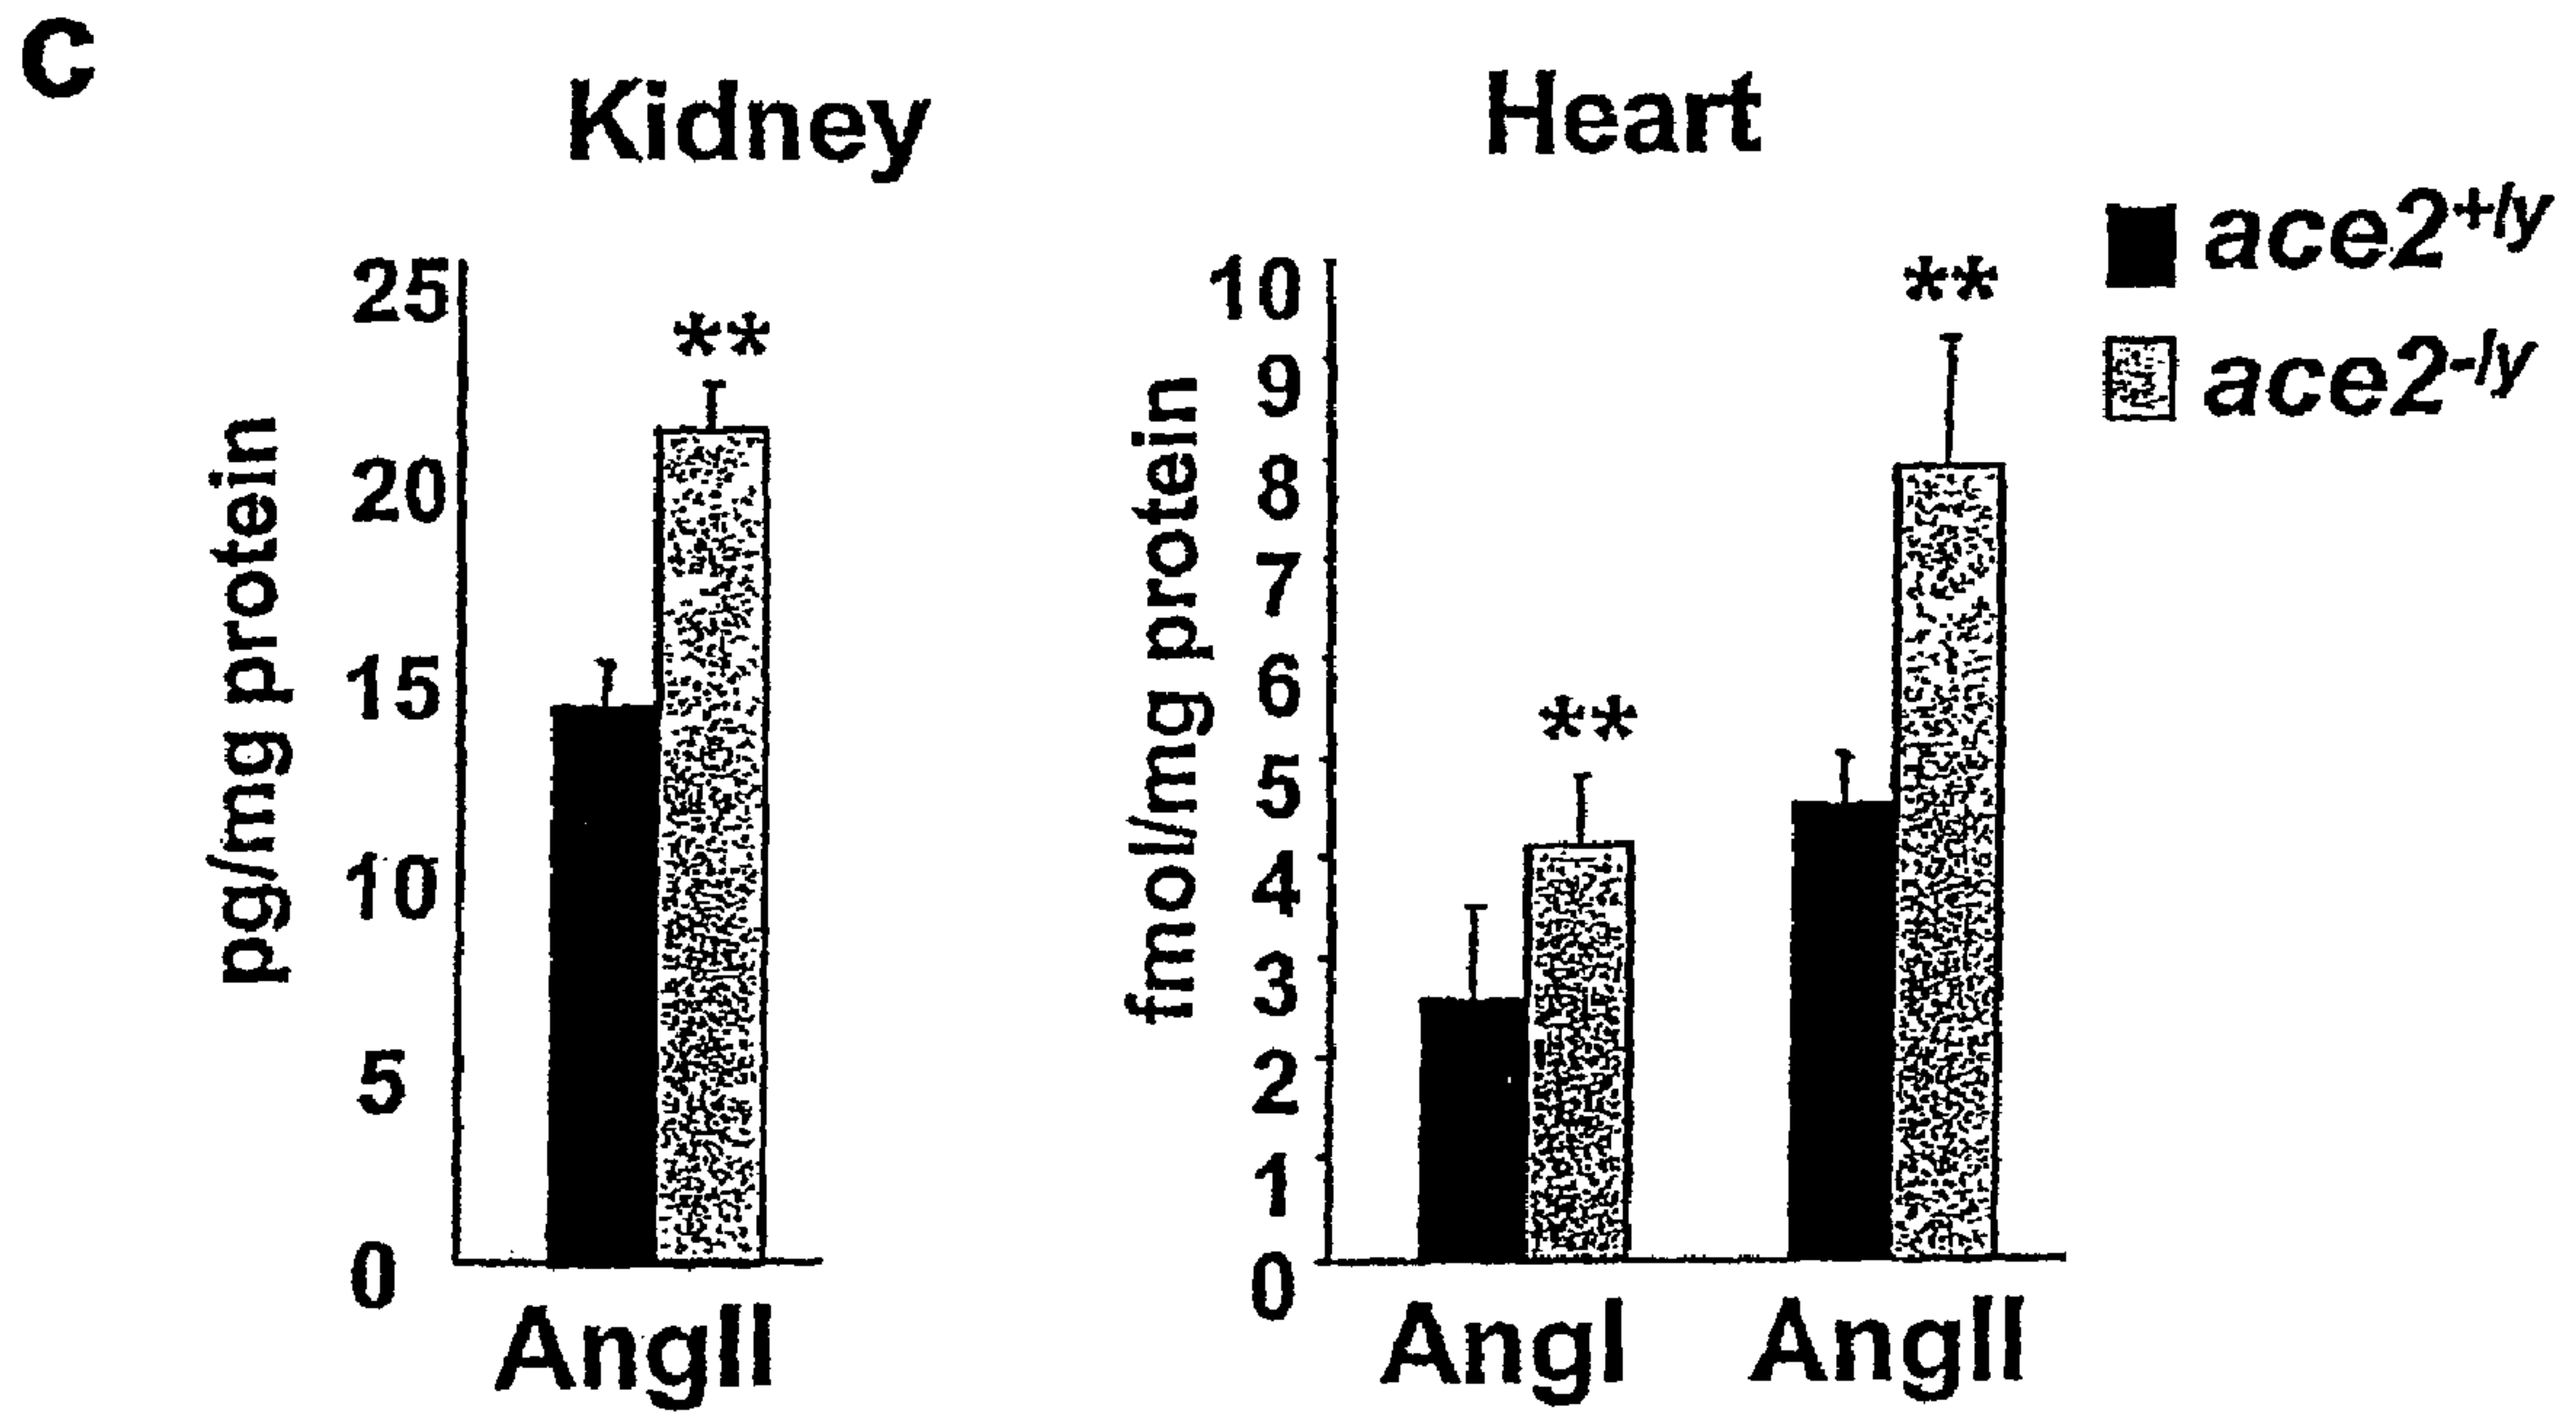 c
Kidney
Heart
ace2+/y
ace2-/y
pg/mg protein
25
20
15
10
5
0
**
AngII
fmol/mg protein
10
9
8
7
6
5
4
3
2
1
0
**
**
AngI
AngII